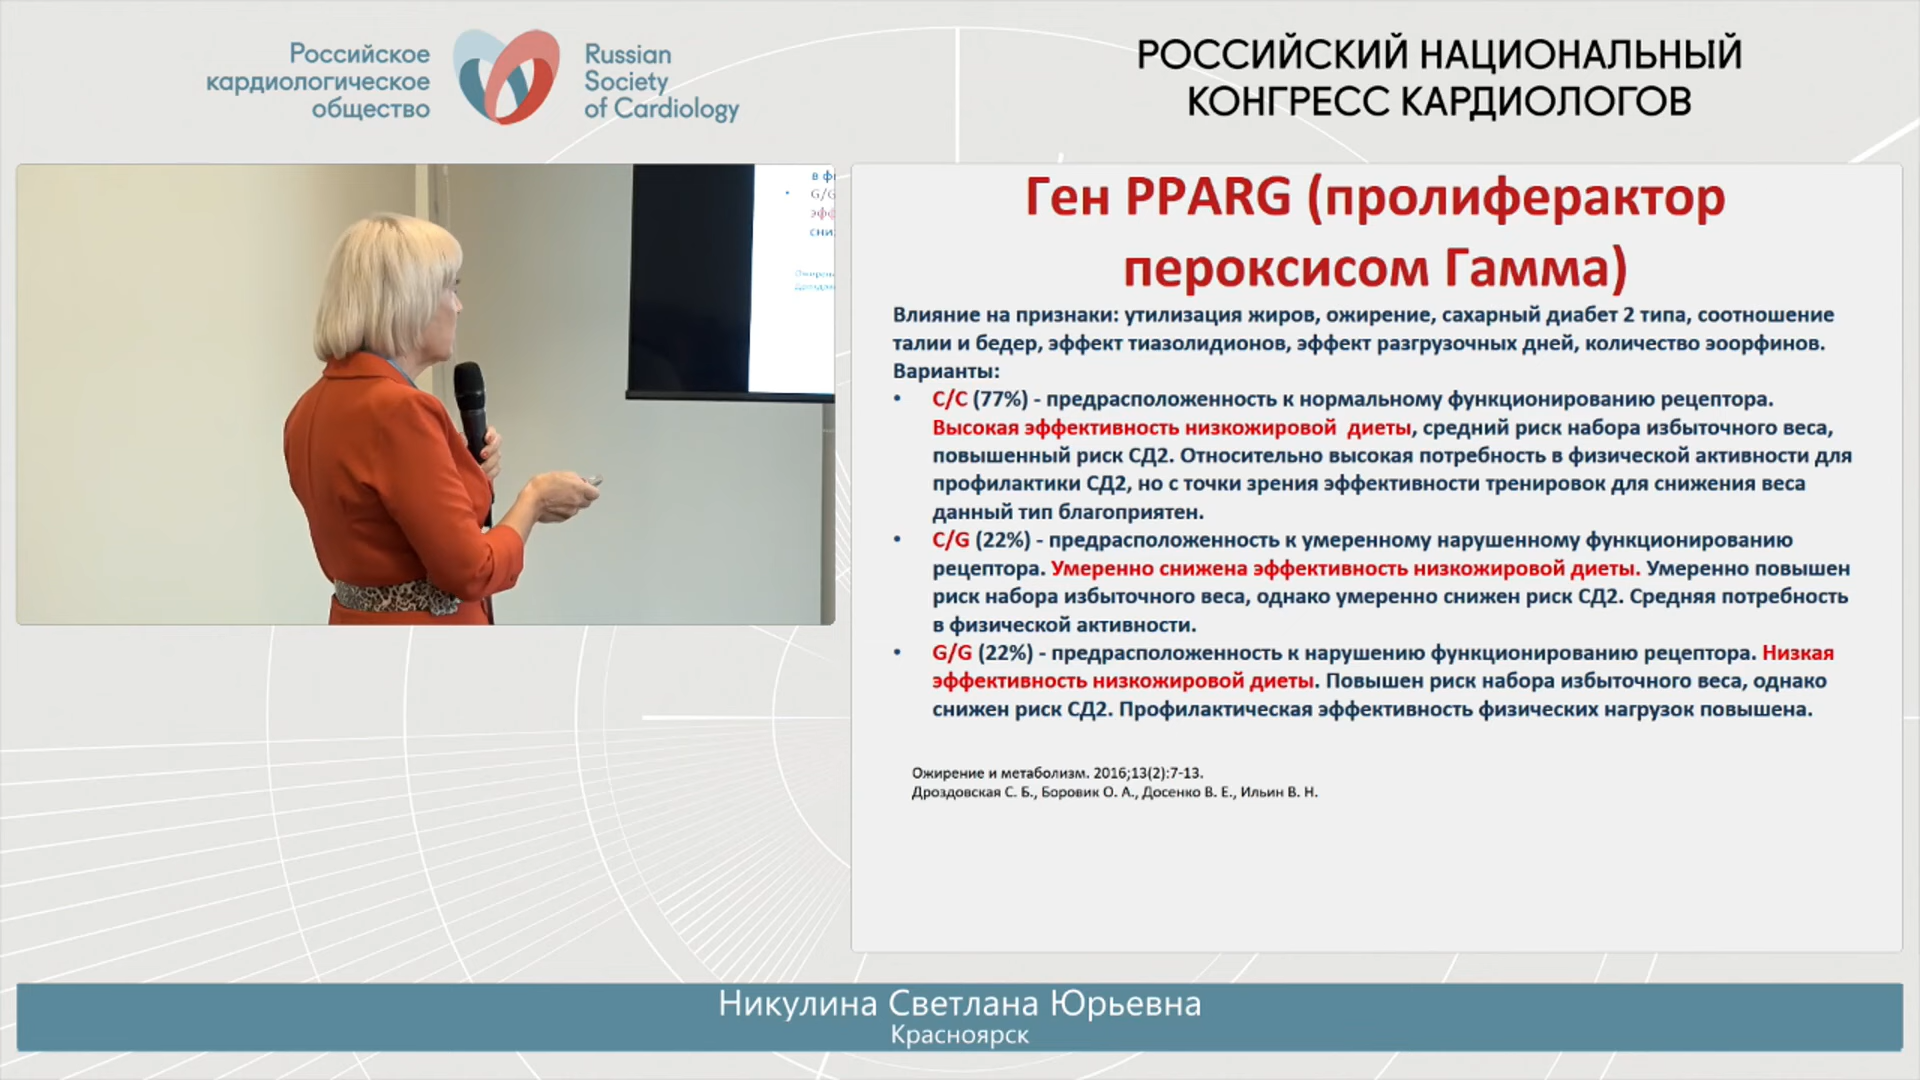 Российское
кардиологическое
общество
Russian
Society
of Cardiology
РОССИЙСКИЙ НАЦИОНАЛЬНЫЙ
КОНГРЕСС КАРДИОЛОГОВ
в ф
G/G
эфф
сни
Ген PPARG (пролиферактор
пероксисом Гамма)
Влияние на признаки: утилизация жиров, ожирение, сахарный диабет 2 типа, соотношение
талии и бедер, эффект тиазолидионов, эффект разгрузочных дней, количество эоорфинов.
Варианты:
• C/C (77%) - предрасположенность к нормальному функционированию рецептора.
Высокая эффективность низкожировой диеты, средний риск набора избыточного веса,
повышенный риск СД2. Относительно высокая потребность в физической активности для
профилактики СД2, но с точки зрения эффективности тренировок для снижения веса
данный тип благоприятен.
• C/G (22%) - предрасположенность к умеренному нарушенному функционированию
рецептора. Умеренно снижена эффективность низкожировой диеты. Умеренно повышен
риск набора избыточного веса, однако умеренно снижен риск СД2. Средняя потребность
в физической активности.
• G/G (22%) - предрасположенность к нарушению функционирования рецептора. Низкая
эффективность низкожировой диеты. Повышен риск набора избыточного веса, однако
снижен риск СД2. Профилактическая эффективность физических нагрузок повышена.
Ожирение и метаболизм. 2016;13(2):7-13.
Дроздовская С. Б., Боровик О. А., Досенко В. Е., Ильин В. Н.
Никулина Светлана Юрьевна
Красноярск